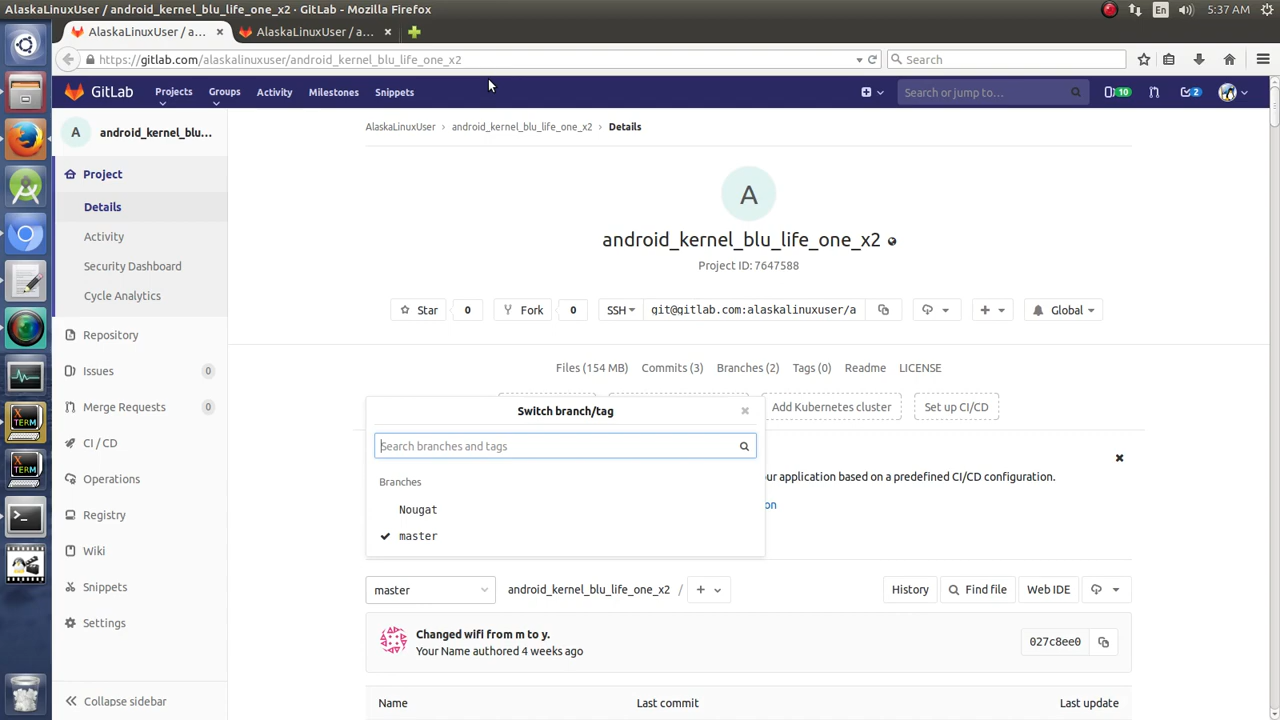 AlaskaLinuxUser / android_kernel_blu_life_one_x2 · GitLab - Mozilla Firefox
En
5:37 AM
AlaskaLinuxUser / a... ×
AlaskaLinuxUser / a... ×
https://gitlab.com/alaskalinuxuser/android_kernel_blu_life_one_x2
Search
GitLab
Projects
Groups
Activity
Milestones
Snippets
Search or jump to...
10
2
A
android_kernel_blu...
Project
Details
Activity
Security Dashboard
Cycle Analytics
Repository
Issues 0
Merge Requests 0
CI / CD
Operations
Registry
Wiki
Snippets
Settings
Collapse sidebar
AlaskaLinuxUser › android_kernel_blu_life_one_x2 › Details
A
android_kernel_blu_life_one_x2
Project ID: 7647588
Star 0
Fork 0
SSH
git@gitlab.com:alaskalinuxuser/a
Global
Files (154 MB)
Commits (3)
Branches (2)
Tags (0)
Readme
LICENSE
Add Kubernetes cluster
Set up CI/CD
Switch branch/tag ×
Search branches and tags
Branches
Nougat
master
ur application based on a predefined CI/CD configuration.
on
master
android_kernel_blu_life_one_x2 / +
History
Find file
Web IDE
Changed wifi from m to y.
Your Name authored 4 weeks ago
027c8ee0
Name
Last commit
Last update
X
TERM
X
TERM